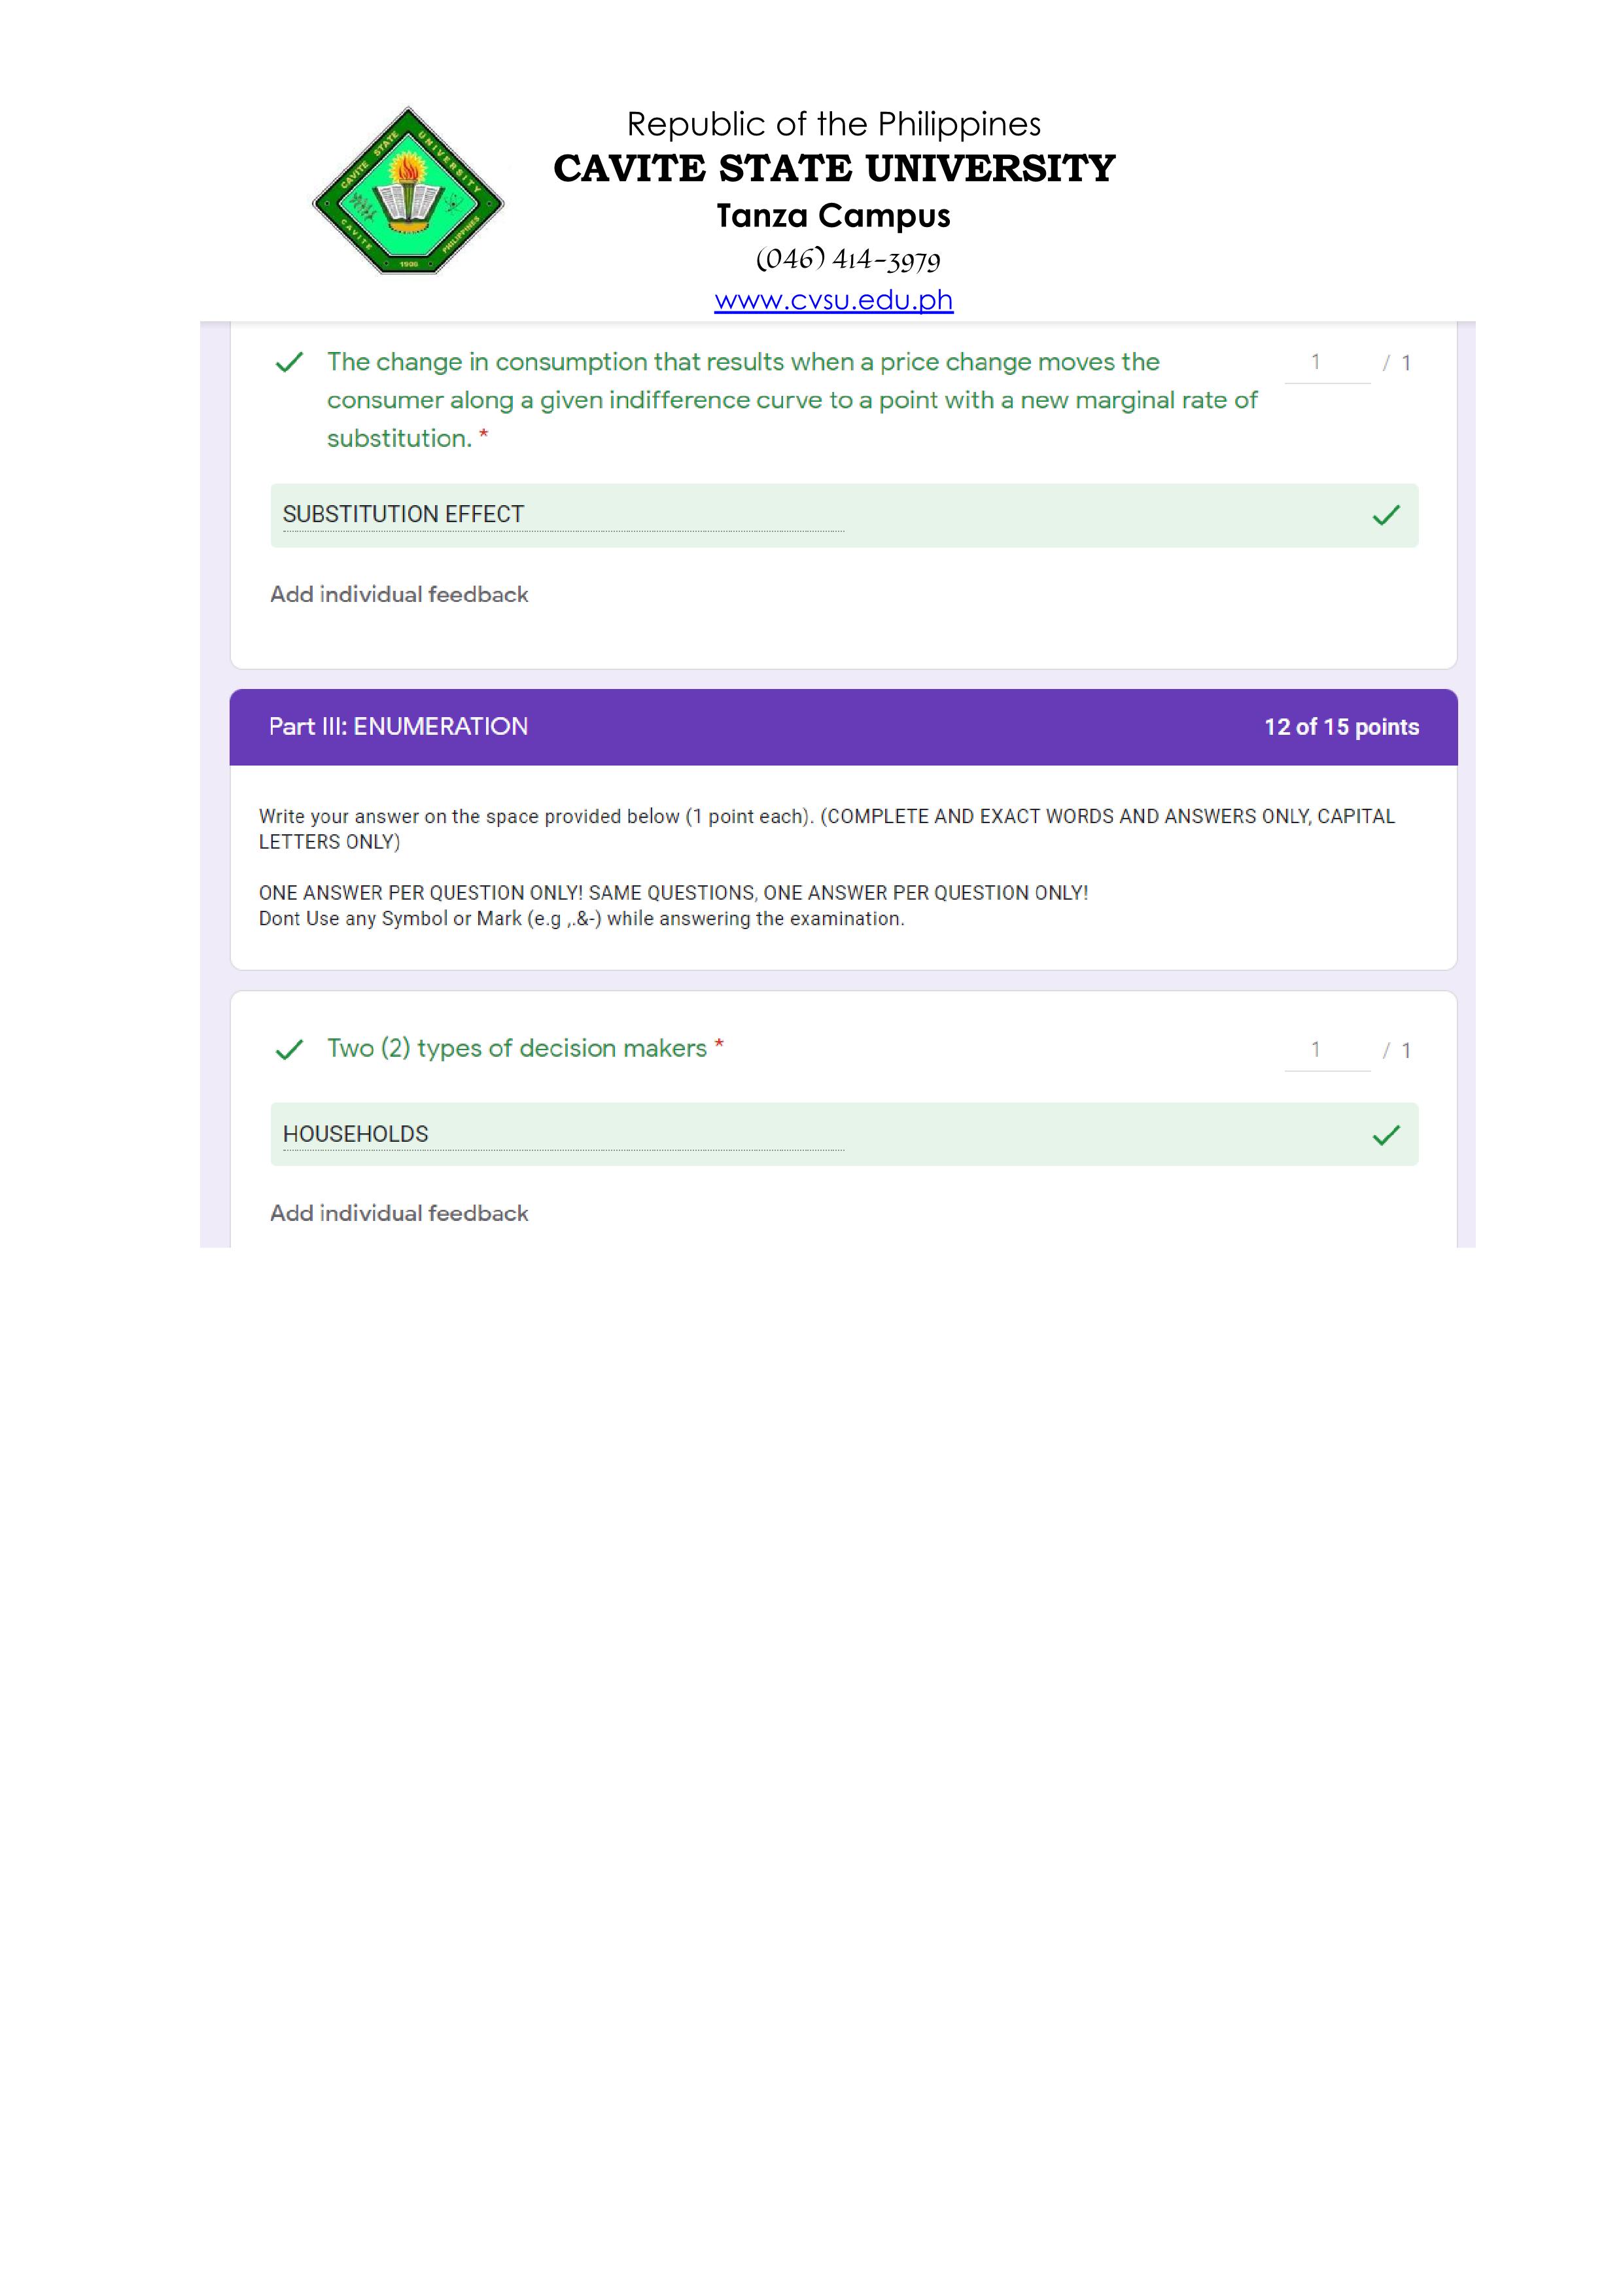 CAVITE STATE UNIVERSITY
CAVITE PHILIPPINES
1906
Republic of the Philippines
CAVITE STATE UNIVERSITY
Tanza Campus
(046) 414-3979
www.cvsu.edu.ph
The change in consumption that results when a price change moves the
consumer along a given indifference curve to a point with a new marginal rate of
substitution. *
1 / 1
SUBSTITUTION EFFECT
Add individual feedback
Part III: ENUMERATION
12 of 15 points
Write your answer on the space provided below (1 point each). (COMPLETE AND EXACT WORDS AND ANSWERS ONLY, CAPITAL
LETTERS ONLY)
ONE ANSWER PER QUESTION ONLY! SAME QUESTIONS, ONE ANSWER PER QUESTION ONLY!
Dont Use any Symbol or Mark (e.g ,.&-) while answering the examination.
Two (2) types of decision makers *
1 / 1
HOUSEHOLDS
Add individual feedback